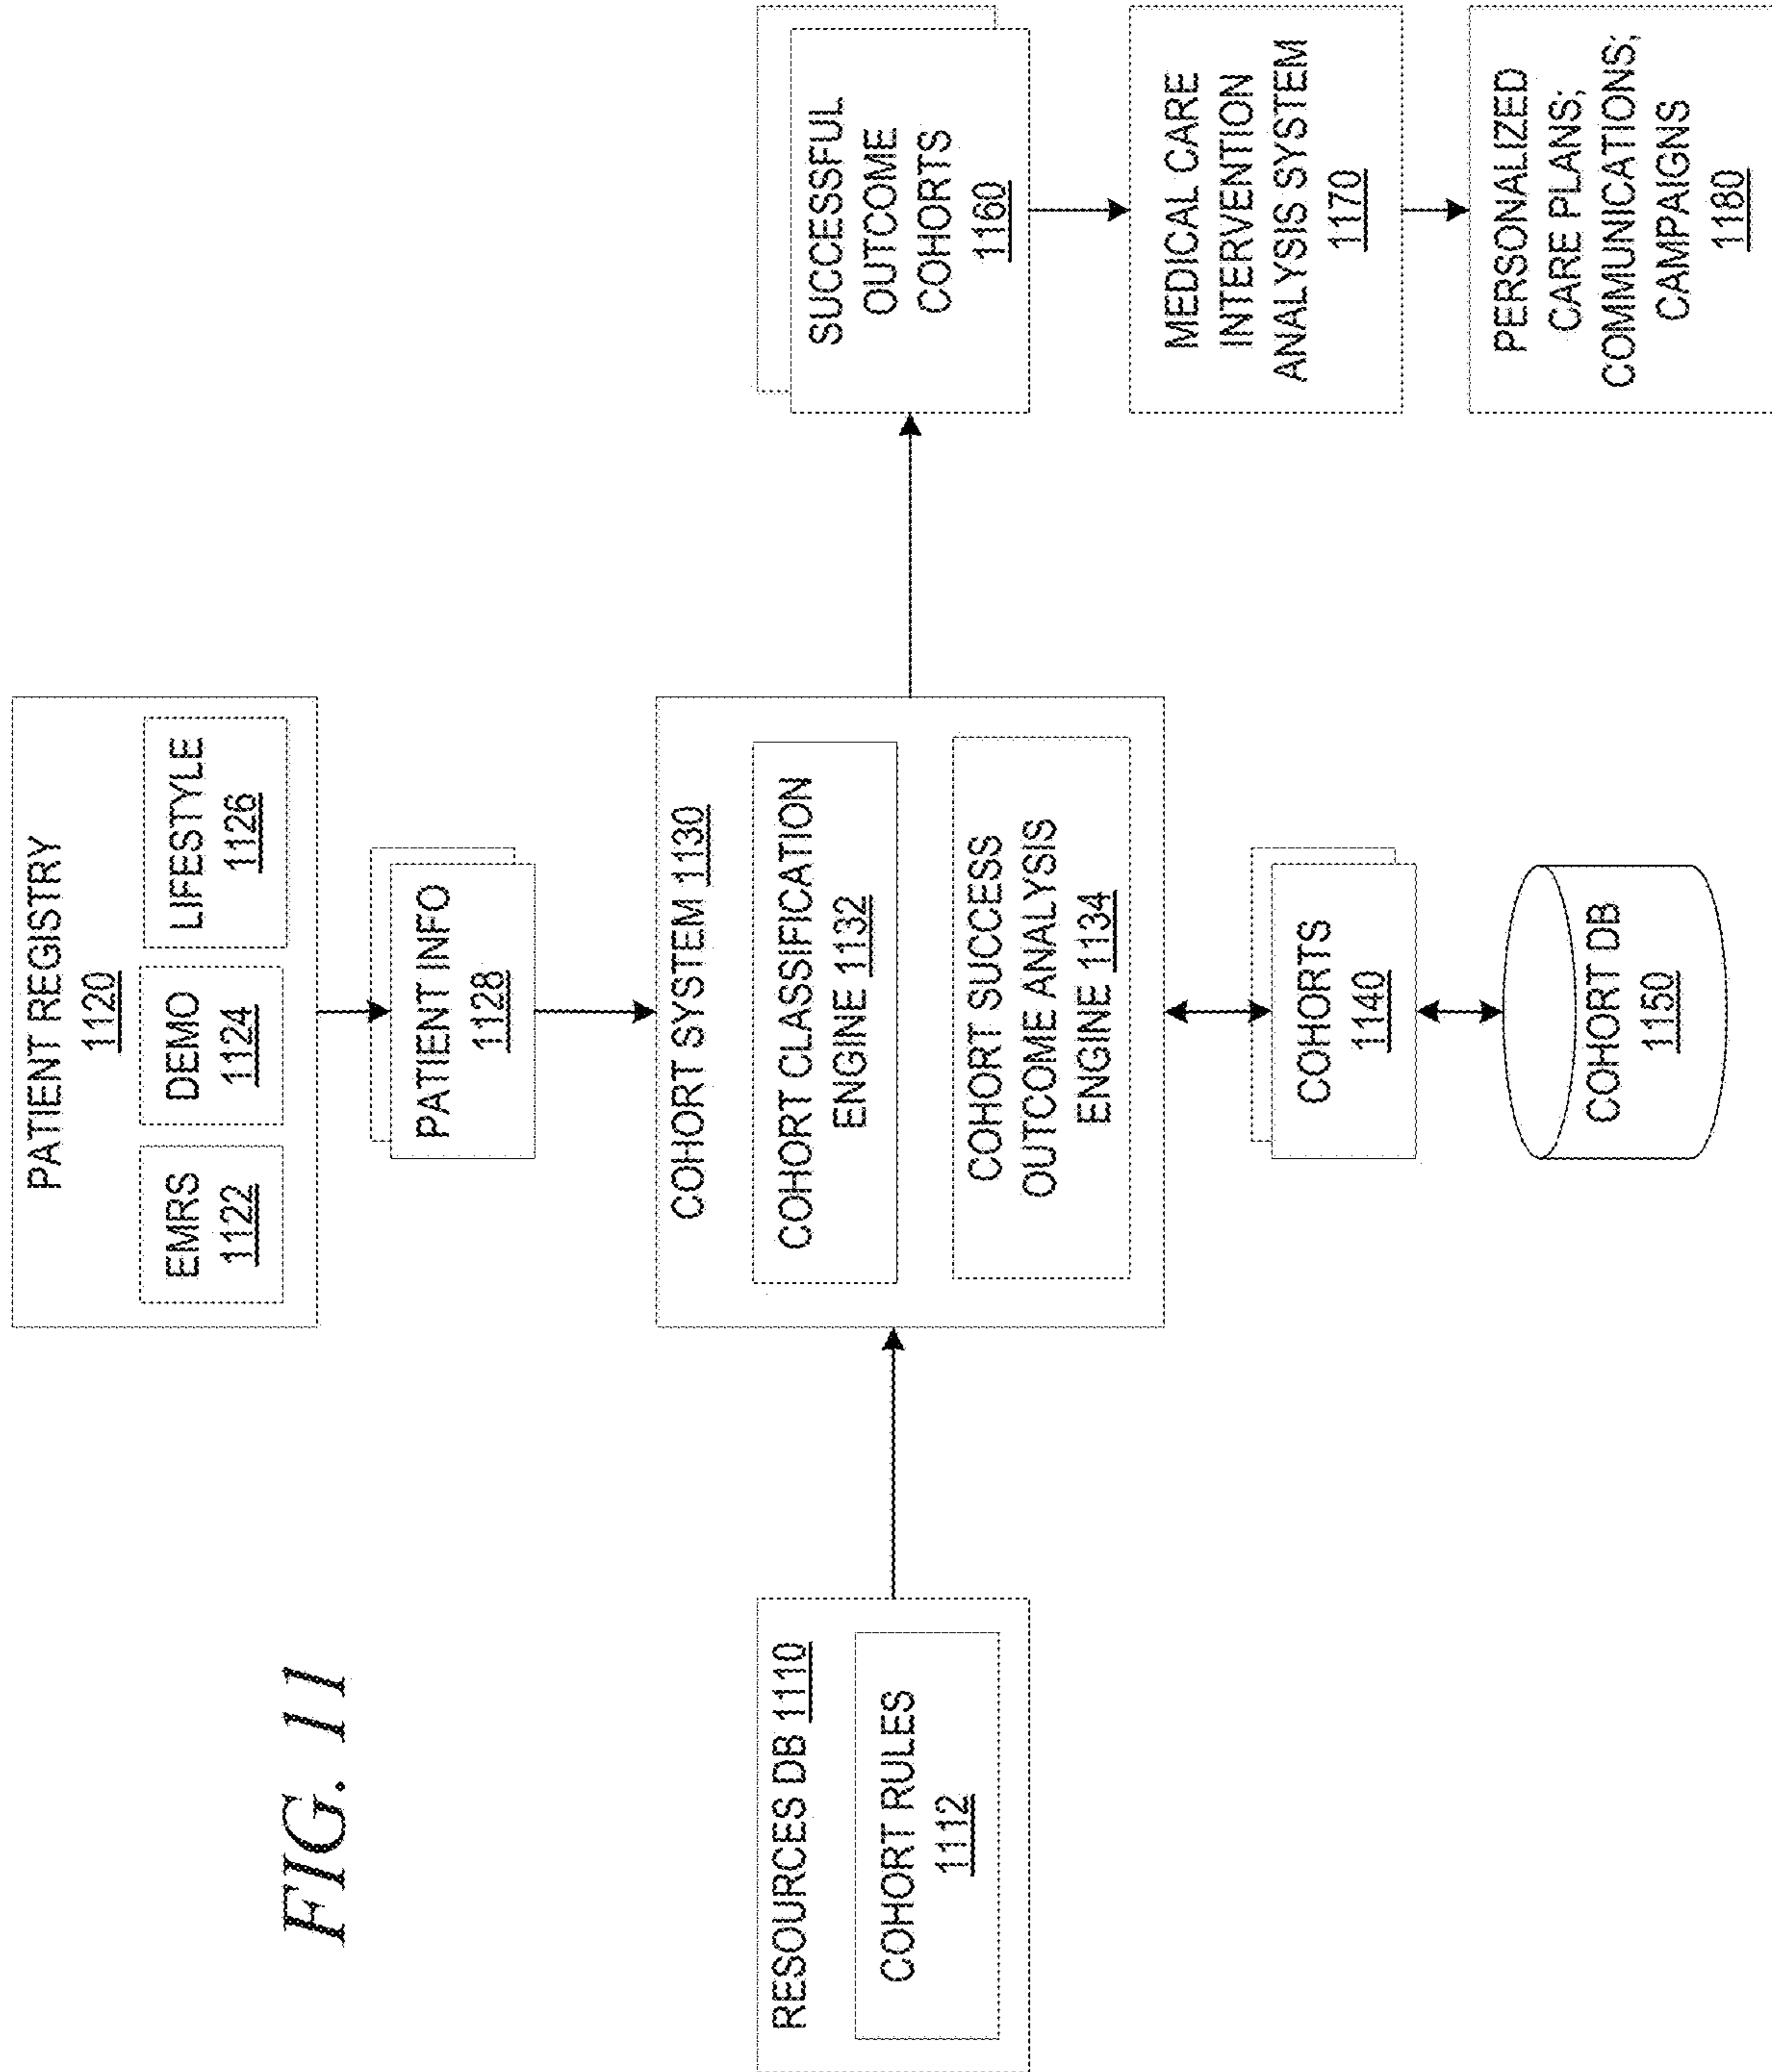 FIG. 11
PATIENT REGISTRY
1120
EMRS
1122
DEMO
1124
LIFESTYLE
1126
PATIENT INFO
1128
RESOURCES DB 1110
COHORT RULES
1112
COHORT SYSTEM 1130
COHORT CLASSIFICATION
ENGINE 1132
COHORT SUCCESS
OUTCOME ANALYSIS
ENGINE 1134
COHORTS
1140
COHORT DB
1150
SUCCESSFUL
OUTCOME
COHORTS
1160
MEDICAL CARE
INTERVENTION
ANALYSIS SYSTEM
1170
PERSONALIZED
CARE PLANS;
COMMUNICATIONS;
CAMPAIGNS
1180